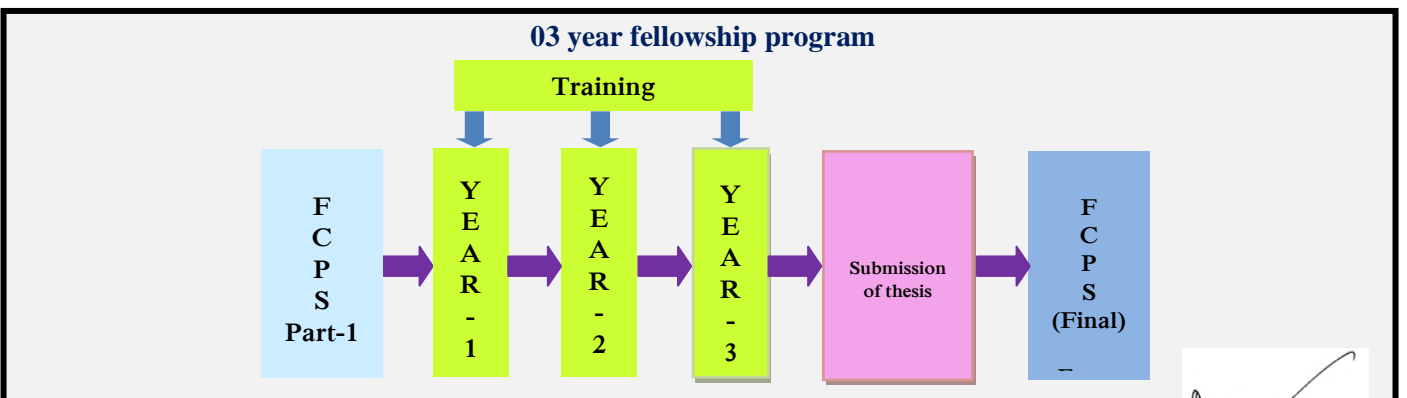 03 year fellowship program
Training
F
C
P
S
Part-1
Y
E
A
R
-
1
Y
E
A
R
-
2
Y
E
A
R
-
3
Submission
of thesis
F
C
P
S
(Final)